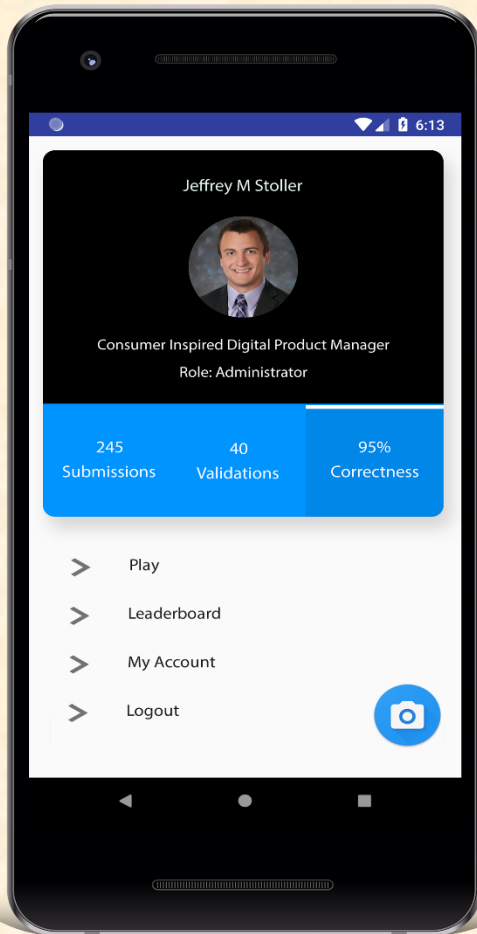 6:13
Jeffrey M Stoller
Consumer Inspired Digital Product Manager
Role: Administrator
245
Submissions
40
Validations
95%
Correctness
Play
Leaderboard
My Account
Logout